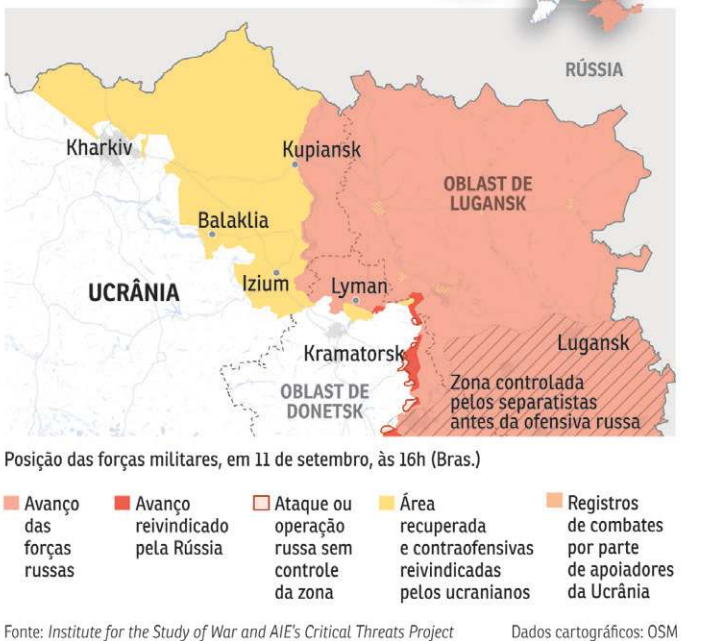 RÚSSIA
Kharkiv
Kupiansk
OBLAST DE
LUGANSK
Balaklia
UCRÂNIA
Izium
Lyman
Kramatorsk
Lugansk
OBLAST DE
DONETSK
Zona controlada
pelos separatistas
antes da ofensiva russa
Posição das forças militares, em 11 de setembro, às 16h (Bras.)
Avanço
das
forças
russas
Avanço
reivindicado
pela Rússia
Ataque ou
operação
russa sem
controle
da zona
Área
recuperada
e contraofensivas
reivindicadas
pelos ucranianos
Registros
de combates
por parte
de apoiadores
da Ucrânia
Fonte: Institute for the Study of War and AIE's Critical Threats Project
Dados cartográficos: OSM